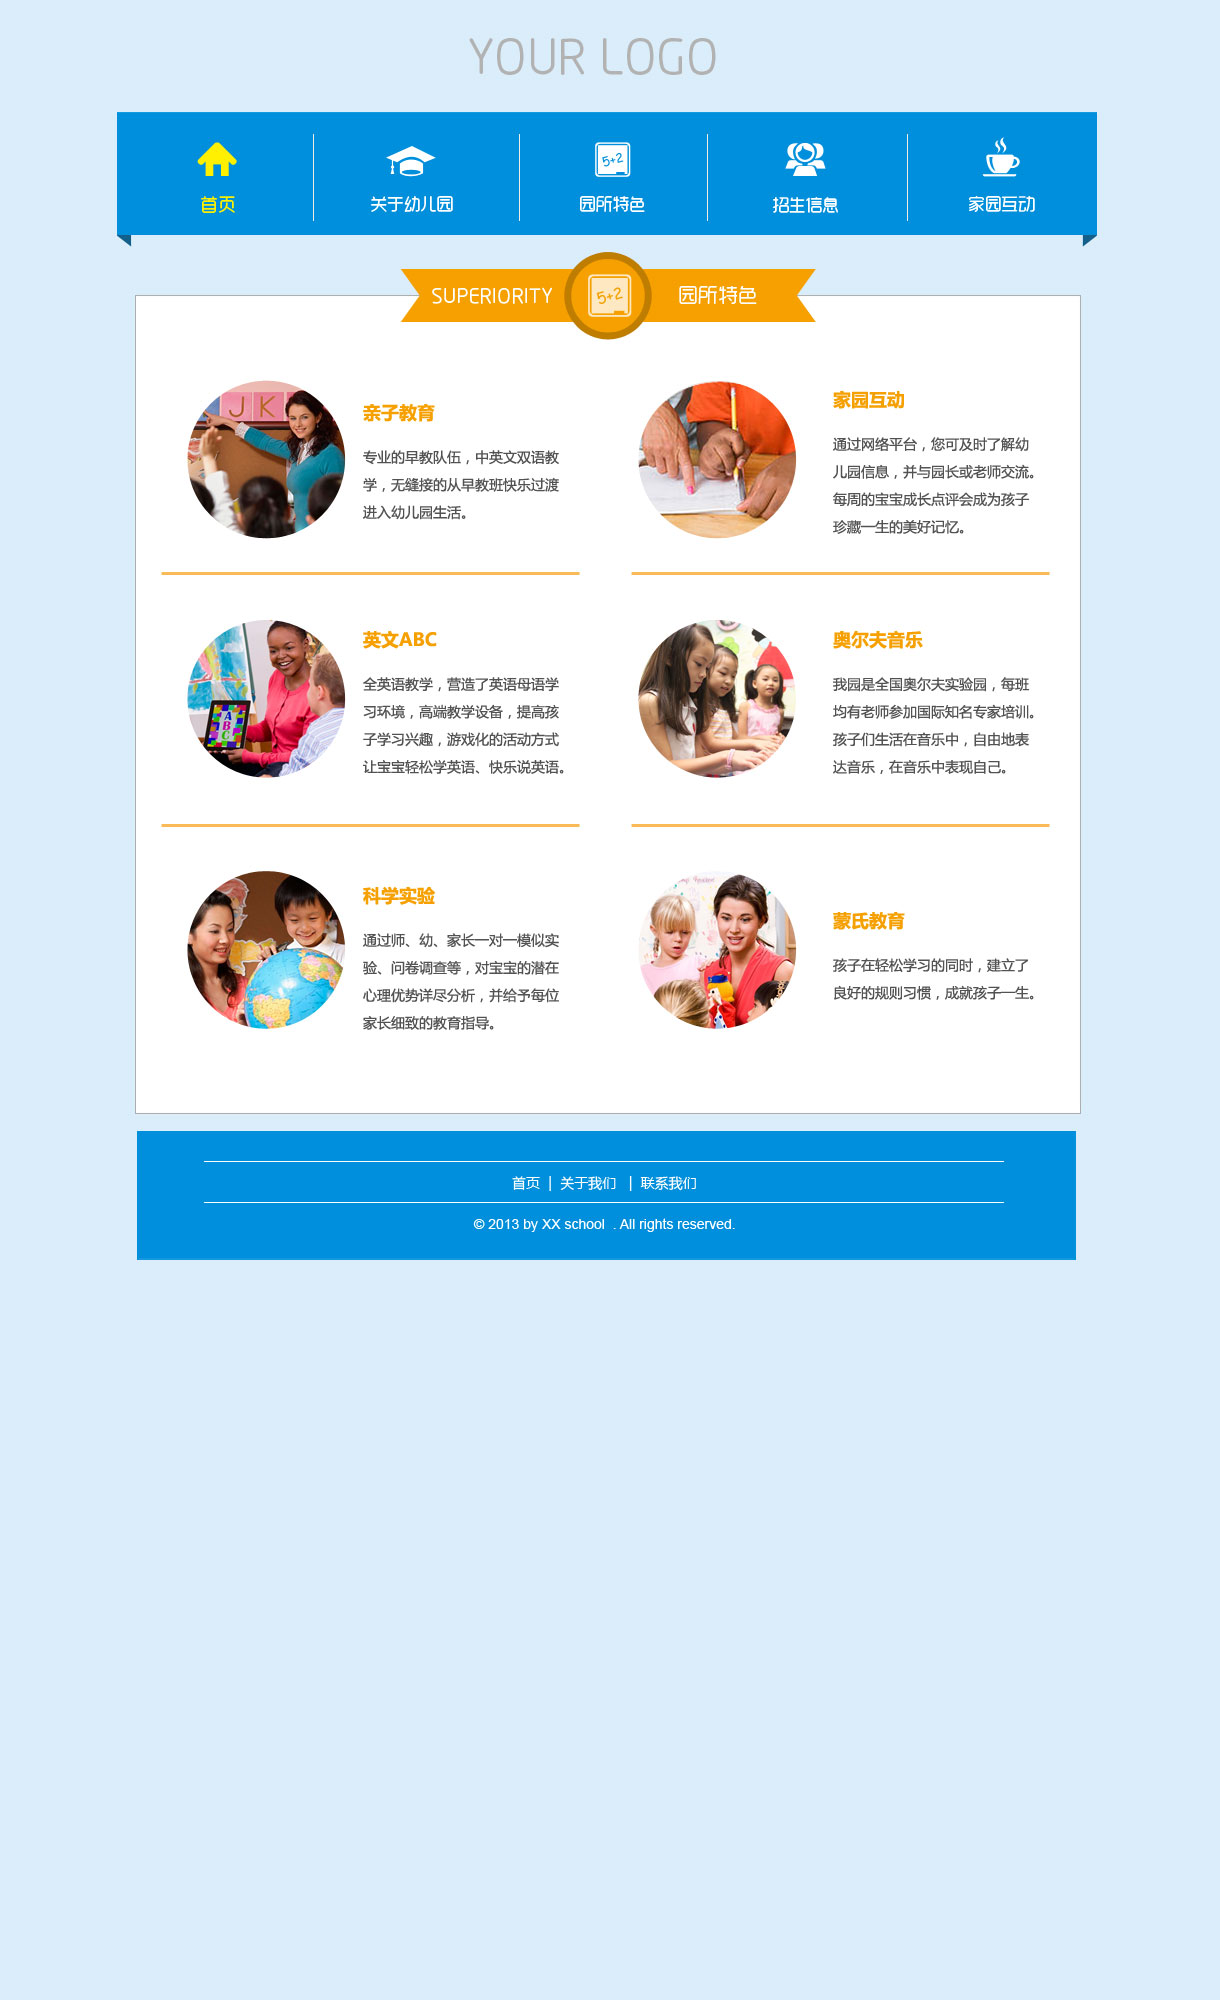 YOUR LOGO
首页
关于幼儿园
5+2
园所特色
招生信息
家园互动
SUPERIORITY
5+2
园所特色
JK
亲子教育
专业的早教队伍，中英文双语教
学，无缝接的从早教班快乐过渡
进入幼儿园生活。
家园互动
通过网络平台，您可及时了解幼
儿园信息，并与园长或老师交流。
每周的宝宝成长点评会成为孩子
珍藏一生的美好记忆。
ABC
英文ABC
全英语教学，营造了英语母语学
习环境，高端教学设备，提高孩
子学习兴趣，游戏化的活动方式
让宝宝轻松学英语、快乐说英语。
奥尔夫音乐
我园是全国奥尔夫实验园，每班
均有老师参加国际知名专家培训。
孩子们生活在音乐中，自由地表
达音乐，在音乐中表现自己。
科学实验
通过师、幼、家长一对一模似实
验、问卷调查等，对宝宝的潜在
心理优势详尽分析，并给予每位
家长细致的教育指导。
蒙氏教育
孩子在轻松学习的同时，建立了
良好的规则习惯，成就孩子一生。
首页 | 关于我们 | 联系我们
© 2013 by XX school . All rights reserved.